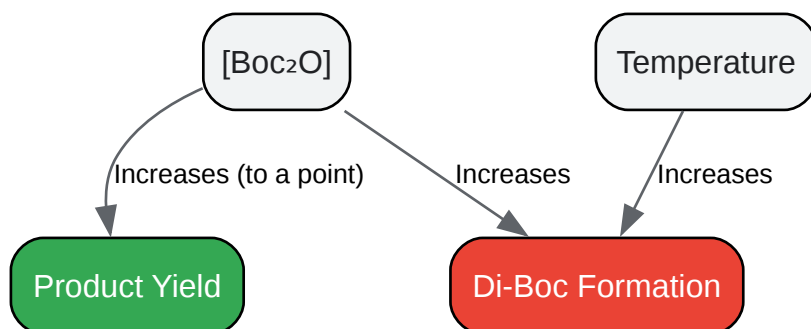 [Boc₂O]
Temperature
Increases (to a point)
Increases
Increases
Product Yield
Di-Boc Formation